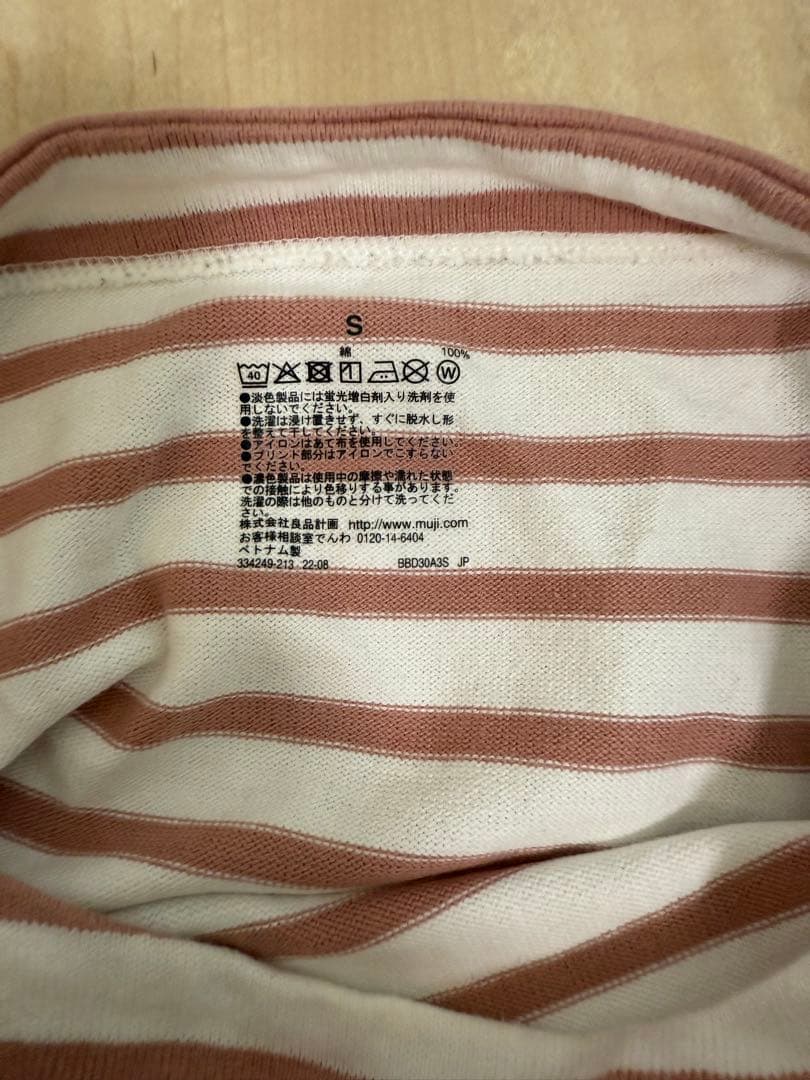 S
綿 100%
40 1 W
●淡色製品には蛍光増白剤入り洗剤を使
用しないでください。
●洗濯は浸け置きせず、すぐに脱水し形
を整えて干してください。
●アイロンはあて布を使用してください。
●プリント部分はアイロンでこすらない
でください。
●濃色製品は使用中の摩擦や濡れた状態
での接触により色移りする事があります。
洗濯の際は他のものと分けて洗ってくだ
さい。
株式会社良品計画 http://www.muji.com
お客様相談室でんわ 0120-14-6404
ベトナム製
334249-213 22-08 BBD30A3S JP